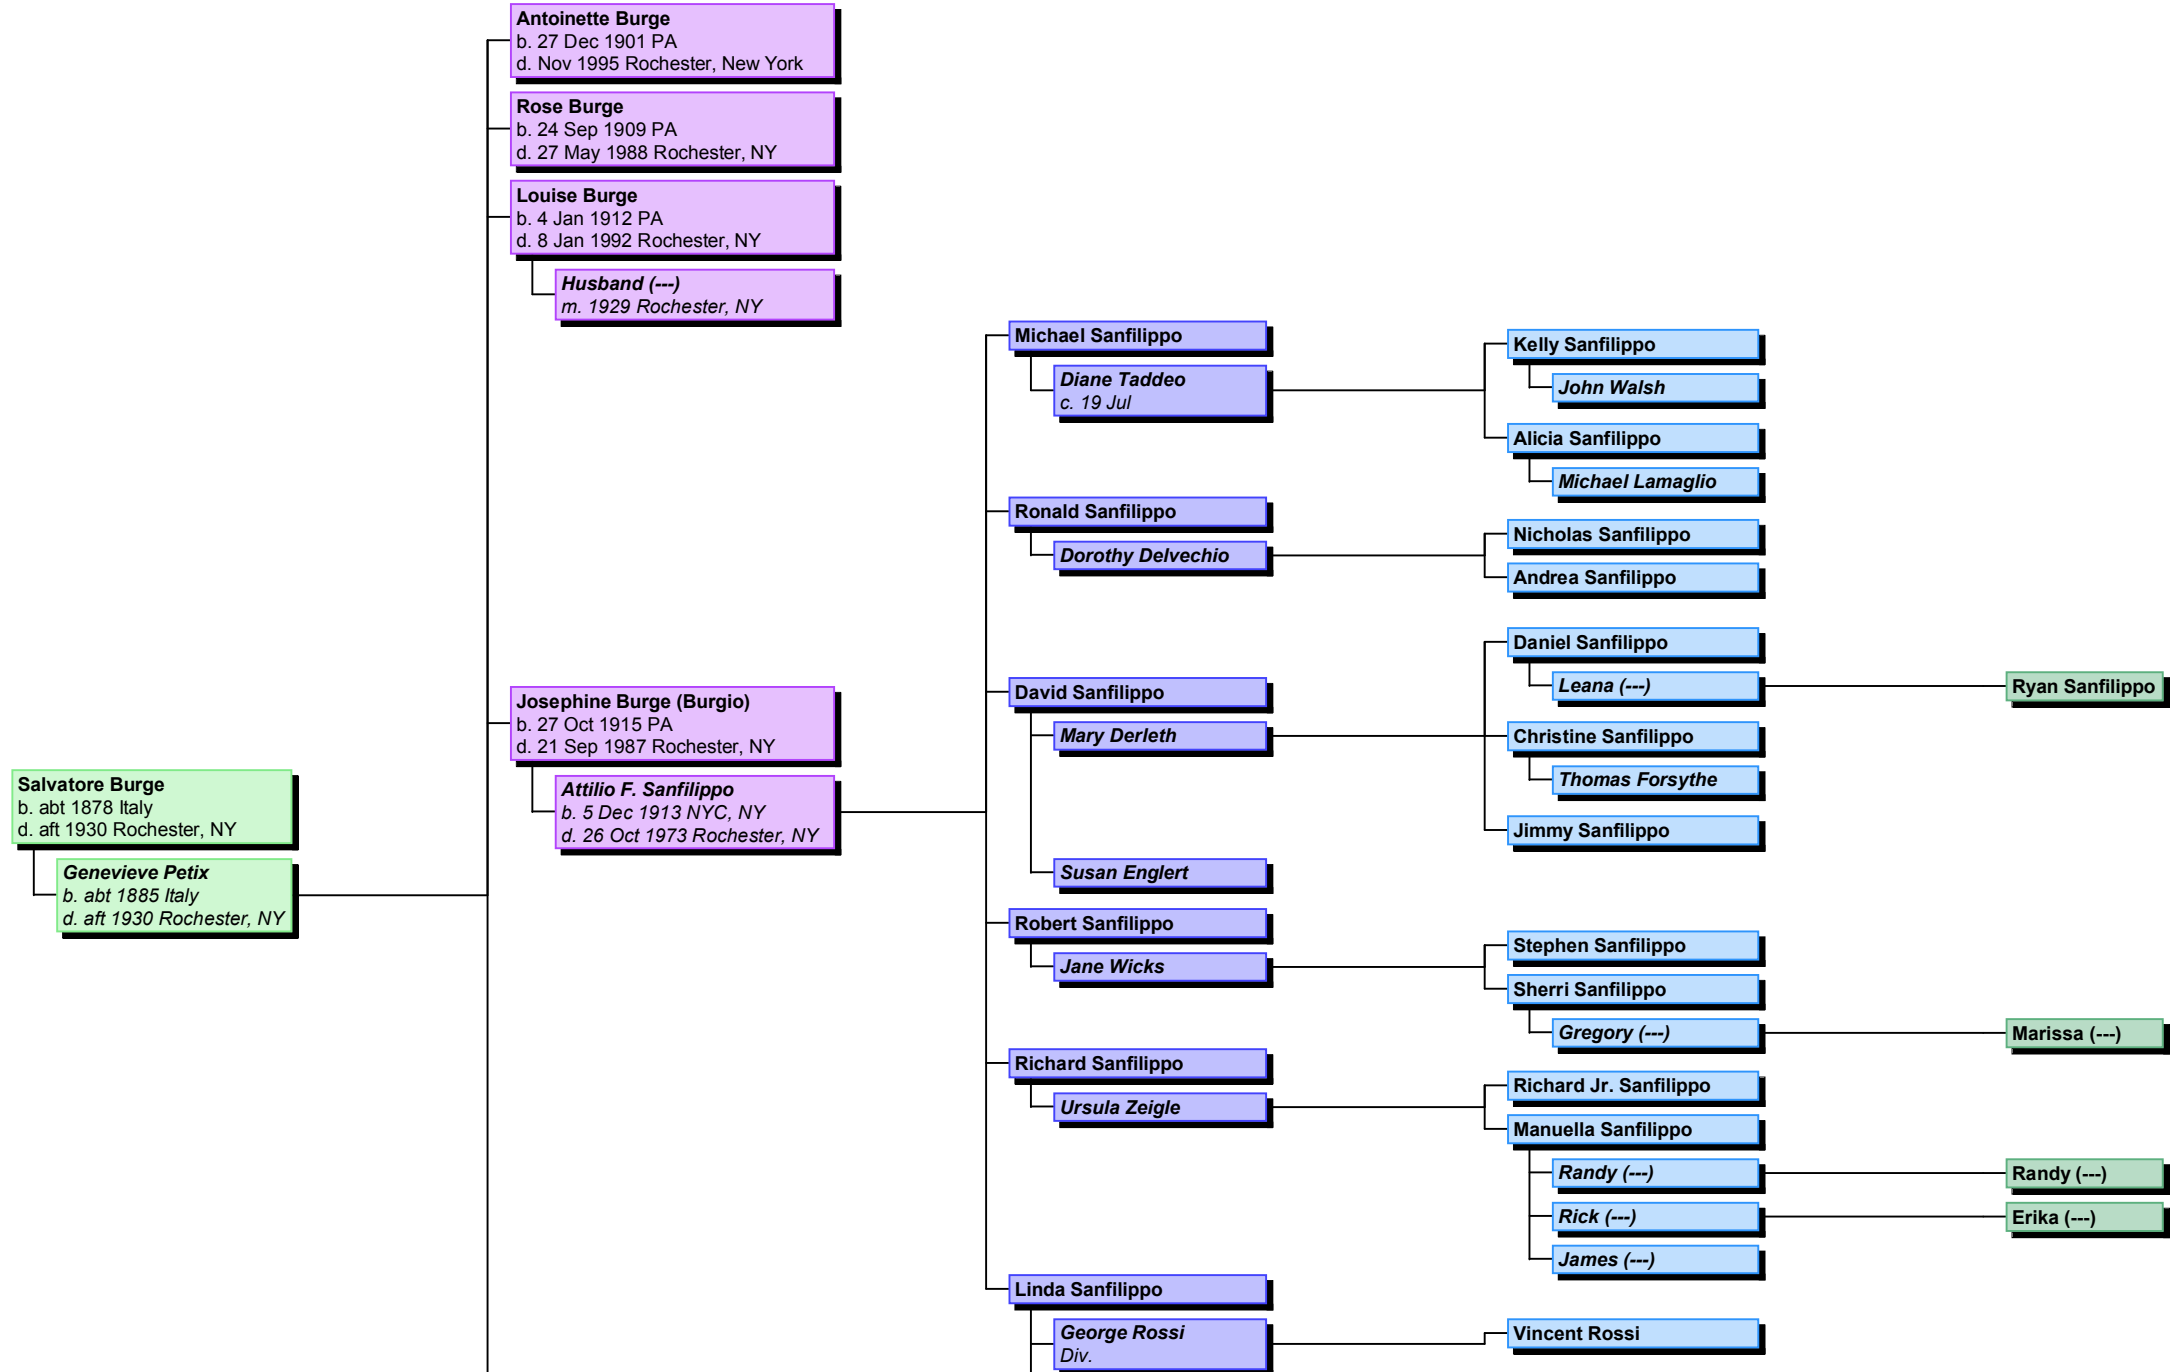 Antoinette Burge
b. 27 Dec 1901 PA
d. Nov 1995 Rochester, New York
Rose Burge
b. 24 Sep 1909 PA
d. 27 May 1988 Rochester, NY
Louise Burge
b. 4 Jan 1912 PA
d. 8 Jan 1992 Rochester, NY
Husband (---)
m. 1929 Rochester, NY
Josephine Burge (Burgio)
b. 27 Oct 1915 PA
d. 21 Sep 1987 Rochester, NY
Attilio F. Sanfilippo
b. 5 Dec 1913 NYC, NY
d. 26 Oct 1973 Rochester, NY
Salvatore Burge
b. abt 1878 Italy
d. aft 1930 Rochester, NY
Genevieve Petix
b. abt 1885 Italy
d. aft 1930 Rochester, NY
Michael Sanfilippo
Diane Taddeo
c. 19 Jul
Kelly Sanfilippo
John Walsh
Alicia Sanfilippo
Michael Lamaglio
Ronald Sanfilippo
Dorothy Delvechio
Nicholas Sanfilippo
Andrea Sanfilippo
David Sanfilippo
Mary Derleth
Susan Englert
Daniel Sanfilippo
Leana (---)
Ryan Sanfilippo
Christine Sanfilippo
Thomas Forsythe
Jimmy Sanfilippo
Robert Sanfilippo
Jane Wicks
Stephen Sanfilippo
Sherri Sanfilippo
Gregory (---)
Marissa (---)
Richard Sanfilippo
Ursula Zeigle
Richard Jr. Sanfilippo
Manuella Sanfilippo
Randy (---)
Randy (---)
Rick (---)
Erika (---)
James (---)
Linda Sanfilippo
George Rossi
Div.
Vincent Rossi